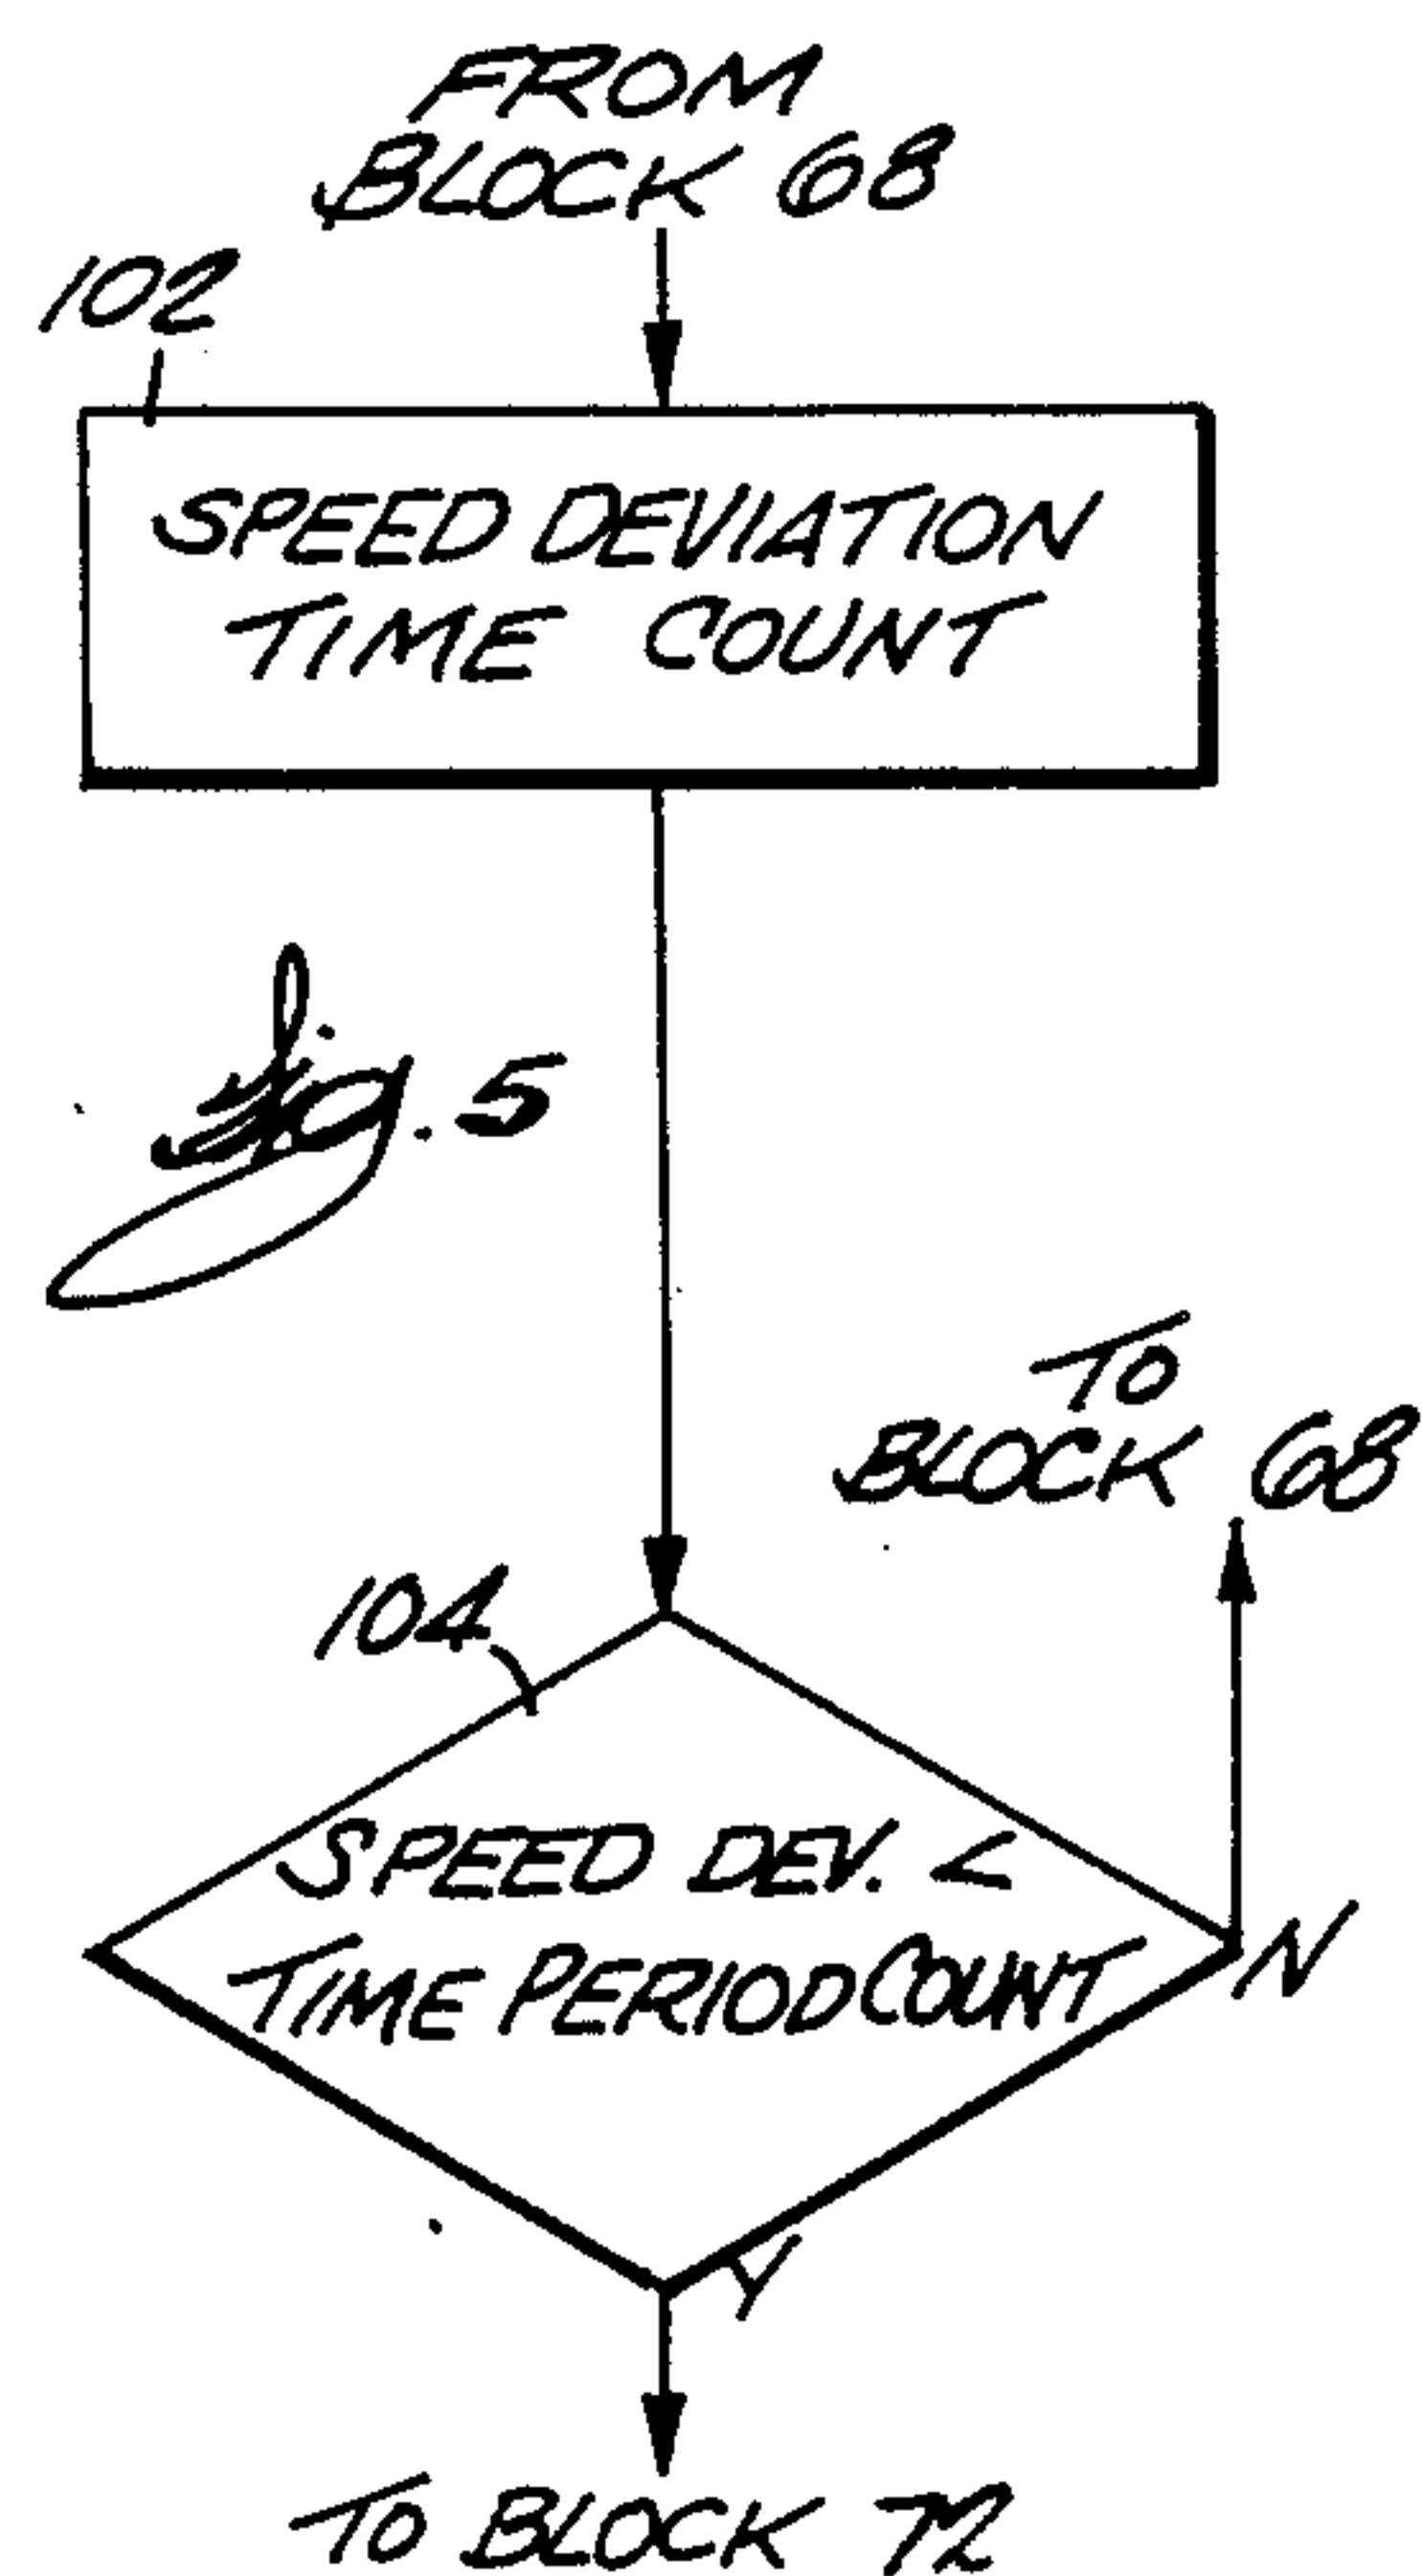 FROM
BLOCK 68
102
SPEED DEVIATION
TIME COUNT
Fig. 5
TO
BLOCK 68
104
SPEED DEV. <
TIME PERIOD COUNT
N
Y
TO BLOCK 72